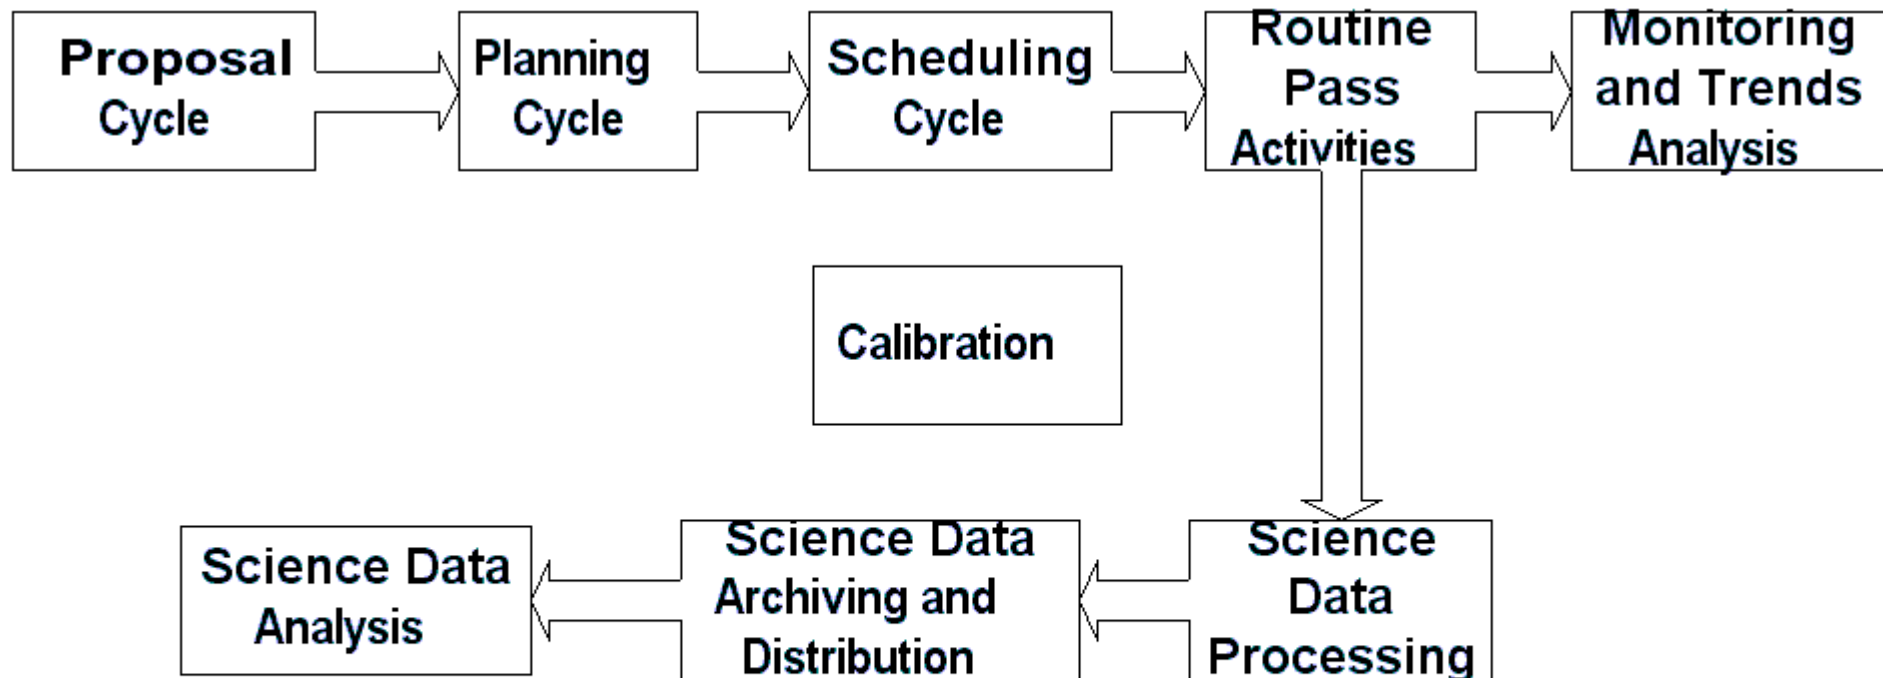 Proposal
Cycle
Planning
Cycle
Scheduling
Cycle
Routine
Pass
Activities
Monitoring
and Trends
Analysis
Calibration
Science Data
Analysis
Science Data
Archiving and
Distribution
Science
Data
Processing